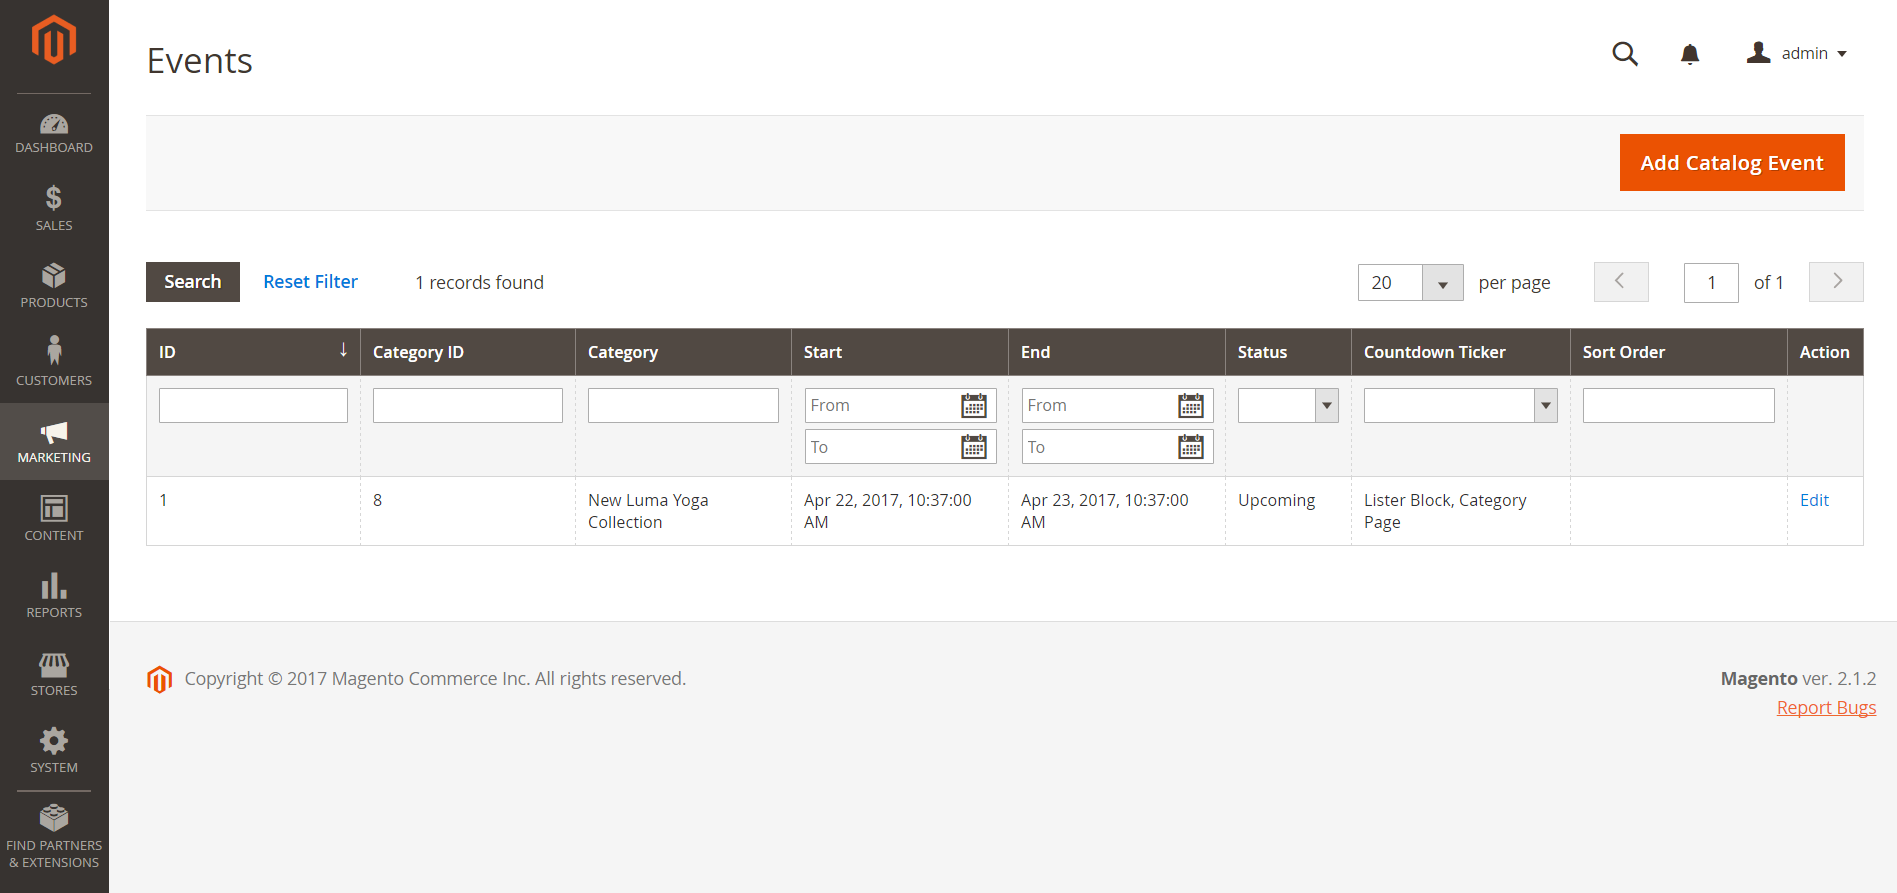 Events
admin
DASHBOARD
SALES
PRODUCTS
CUSTOMERS
MARKETING
CONTENT
REPORTS
STORES
SYSTEM
FIND PARTNERS
& EXTENSIONS
Add Catalog Event
Search Reset Filter 1 records found 20 per page 1 of 1
ID ↓ Category ID Category Start End Status Countdown Ticker Sort Order Action
From From
To To
1 8 New Luma Yoga Apr 22, 2017, 10:37:00 Apr 23, 2017, 10:37:00 Upcoming Lister Block, Category Edit
Collection AM AM Page
Copyright © 2017 Magento Commerce Inc. All rights reserved. Magento ver. 2.1.2
Report Bugs